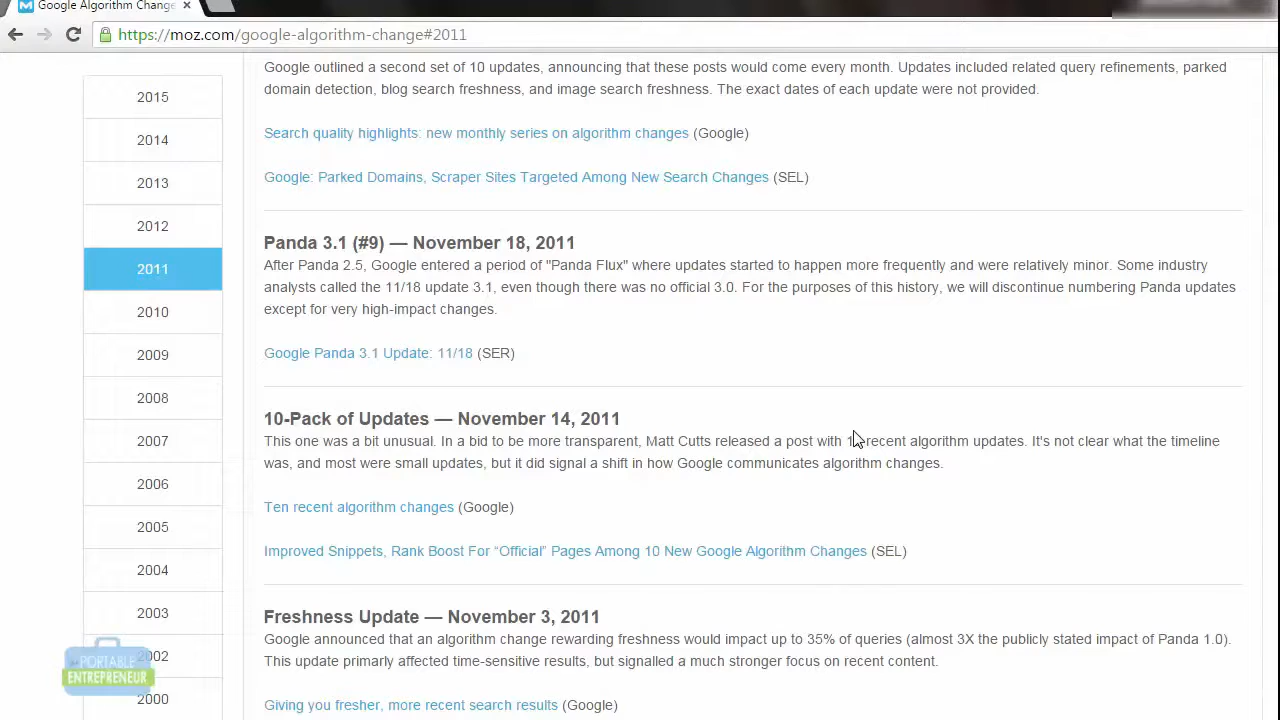 Google Algorithm Change
https://moz.com/google-algorithm-change#2011
Google outlined a second set of 10 updates, announcing that these posts would come every month. Updates included related query refinements, parked
domain detection, blog search freshness, and image search freshness. The exact dates of each update were not provided.
Search quality highlights: new monthly series on algorithm changes (Google)
Google: Parked Domains, Scraper Sites Targeted Among New Search Changes (SEL)
Panda 3.1 (#9) — November 18, 2011
After Panda 2.5, Google entered a period of "Panda Flux" where updates started to happen more frequently and were relatively minor. Some industry
analysts called the 11/18 update 3.1, even though there was no official 3.0. For the purposes of this history, we will discontinue numbering Panda updates
except for very high-impact changes.
Google Panda 3.1 Update: 11/18 (SER)
10-Pack of Updates — November 14, 2011
This one was a bit unusual. In a bid to be more transparent, Matt Cutts released a post with recent algorithm updates. It's not clear what the timeline
was, and most were small updates, but it did signal a shift in how Google communicates algorithm changes.
Ten recent algorithm changes (Google)
Improved Snippets, Rank Boost For “Official” Pages Among 10 New Google Algorithm Changes (SEL)
Freshness Update — November 3, 2011
Google announced that an algorithm change rewarding freshness would impact up to 35% of queries (almost 3X the publicly stated impact of Panda 1.0).
This update primarly affected time-sensitive results, but signalled a much stronger focus on recent content.
Giving you fresher, more recent search results (Google)
2015
2014
2013
2012
2011
2010
2009
2008
2007
2006
2005
2004
2003
2002
2000
PORTABLE
ENTREPRENEUR